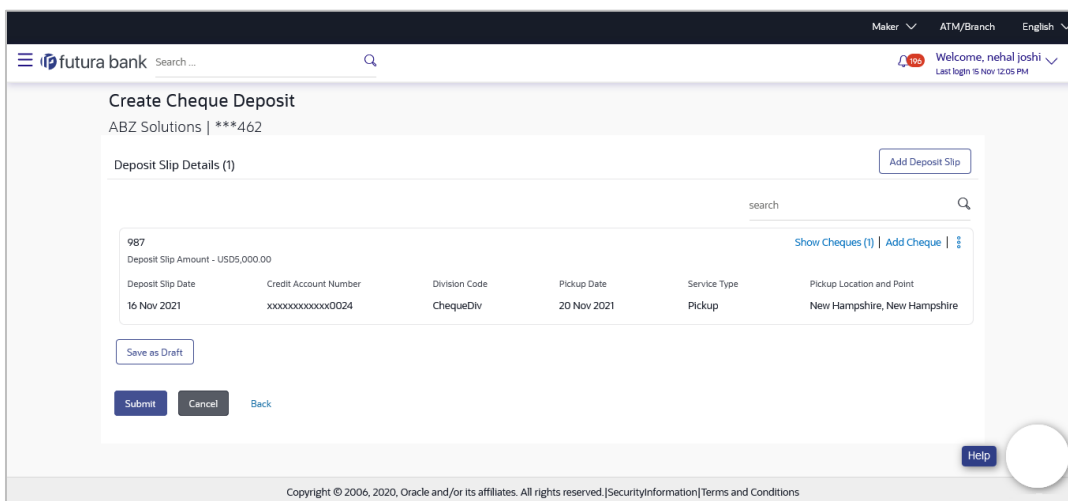 Maker ATM/Branch English
futura bank Search ... 196 Welcome, nehal joshi
Last login 15 Nov 12:05 PM
Create Cheque Deposit
ABZ Solutions | ***462
Deposit Slip Details (1) Add Deposit Slip
search
987 Show Cheques (1) | Add Cheque |
Deposit Slip Amount - USD5,000.00
Deposit Slip Date Credit Account Number Division Code Pickup Date Service Type Pickup Location and Point
16 Nov 2021 xxxxxxxxxxxx0024 ChequeDiv 20 Nov 2021 Pickup New Hampshire, New Hampshire
Save as Draft
Submit Cancel Back
Help
Copyright © 2006, 2020, Oracle and/or its affiliates. All rights reserved.|SecurityInformation|Terms and Conditions